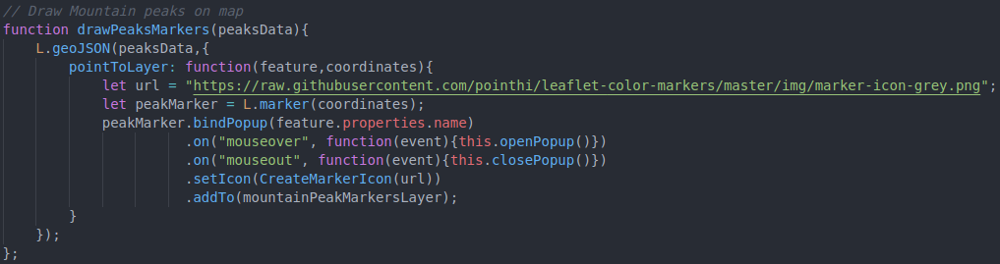 // Draw Mountain peaks on map
function drawPeaksMarkers(peaksData){
    L.geoJSON(peaksData,{
        pointToLayer: function(feature,coordinates){
            let url = "https://raw.githubusercontent.com/pointhi/leaflet-color-markers/master/img/marker-icon-grey.png";
            let peakMarker = L.marker(coordinates);
            peakMarker.bindPopup(feature.properties.name)
                      .on("mouseover", function(event){this.openPopup()})
                      .on("mouseout", function(event){this.closePopup()})
                      .setIcon(CreateMarkerIcon(url))
                      .addTo(mountainPeakMarkersLayer);
        }
    });
};